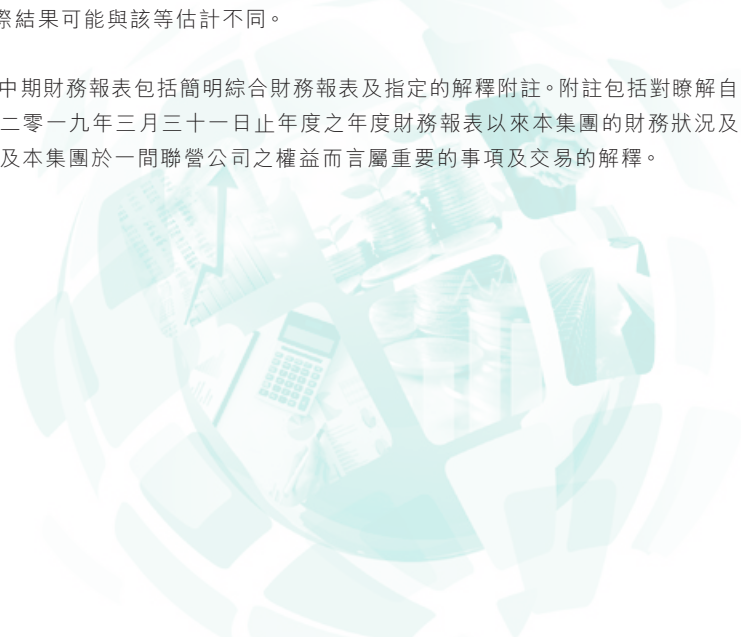 際結果可能與該等估計不同。
中期財務報表包括簡明綜合財務報表及指定的解釋附註。附註包括對瞭解自
二零一九年三月三十一日止年度之年度財務報表以來本集團的財務狀況及
及本集團於一間聯營公司之權益而言屬重要的事項及交易的解釋。